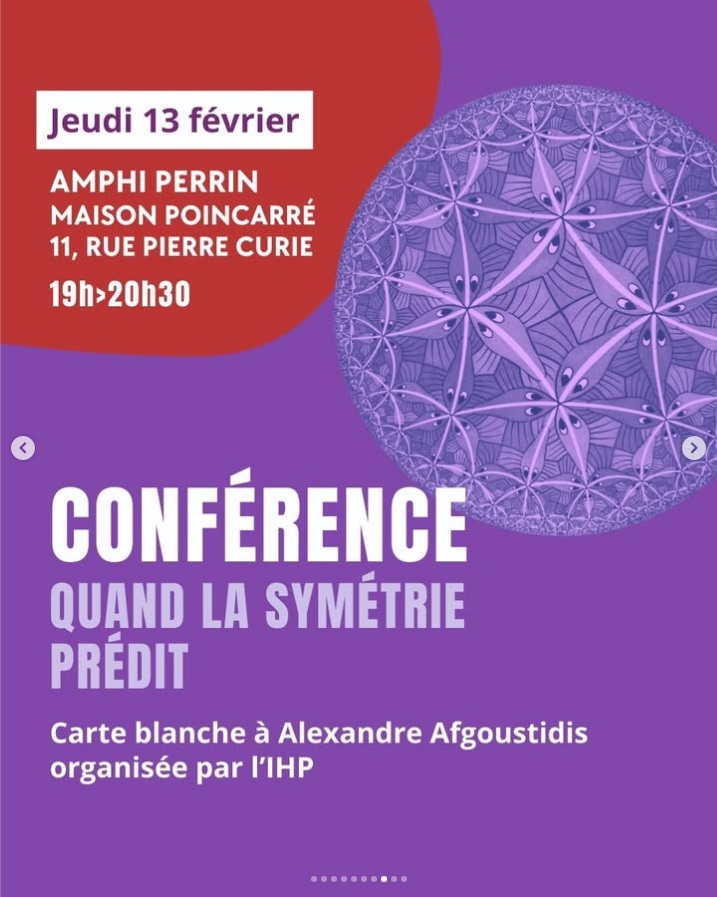 Jeudi 13 février
AMPHI PERRIN
MAISON POINCARRÉ
11, RUE PIERRE CURIE
19h>20h30
CONFÉRENCE
QUAND LA SYMÉTRIE
PRÉDIT
Carte blanche à Alexandre Afgoustidis
organisée par l'IHP